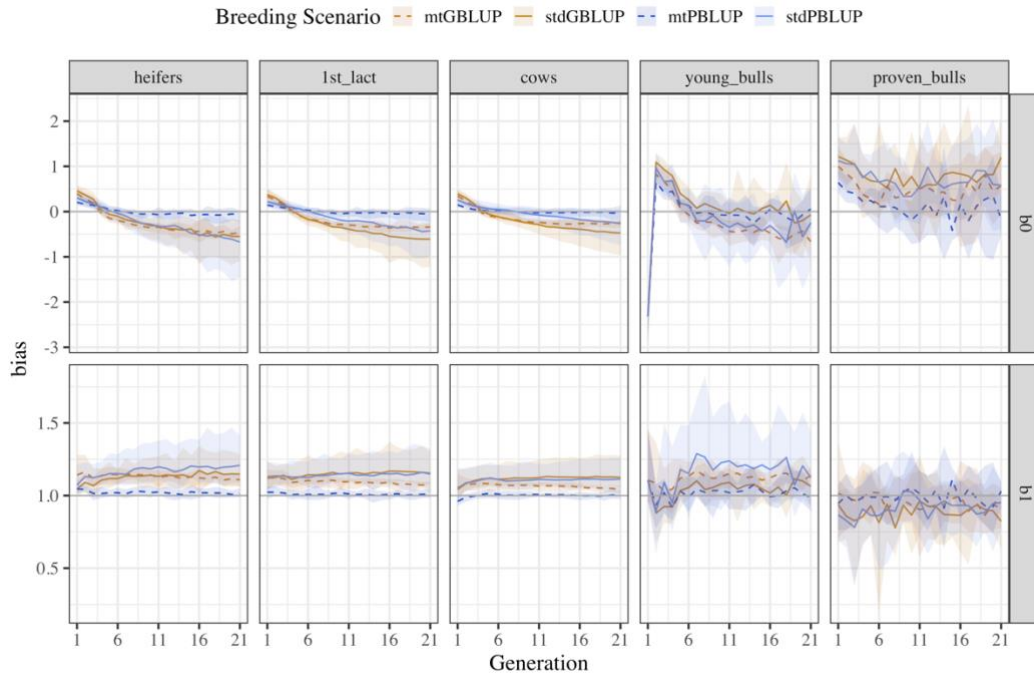 Breeding Scenario mtGBLUP stdGBLUP mtPBLUP stdPBLUP
heifers 1st_lact cows young_bulls proven_bulls
2
1
0
-1
-2
-3
b0
bias
1.5
1.0
0.5
b1
1 6 11 16 21 1 6 11 16 21 1 6 11 16 21 1 6 11 16 21 1 6 11 16 21
Generation